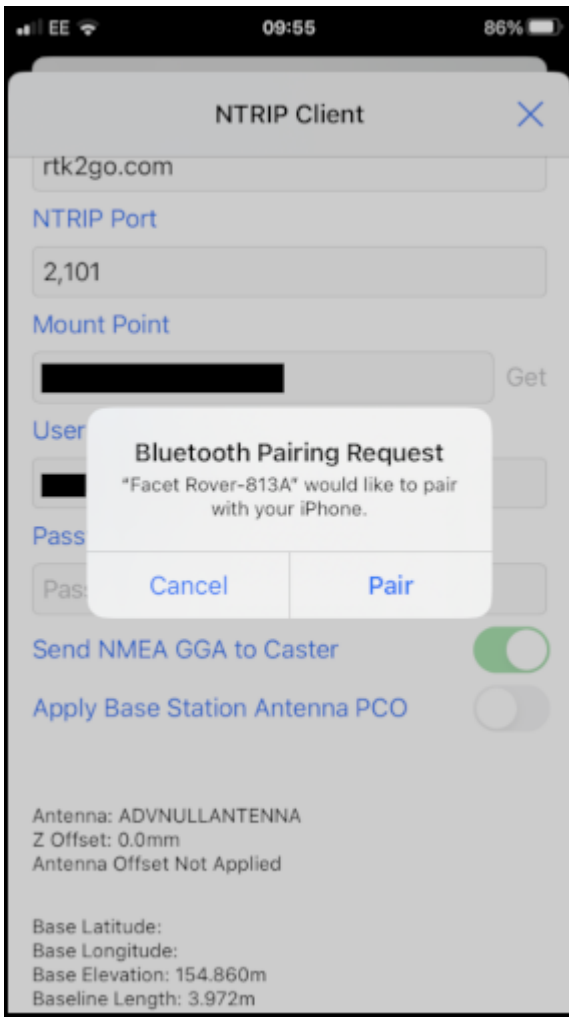 EE 09:55 86%
NTRIP Client
rtk2go.com
NTRIP Port
2,101
Mount Point
Get
User
Bluetooth Pairing Request
"Facet Rover-813A" would like to pair
with your iPhone.
Pass
Pas
Cancel Pair
Send NMEA GGA to Caster
Apply Base Station Antenna PCO
Antenna: ADVNULLANTENNA
Z Offset: 0.0mm
Antenna Offset Not Applied
Base Latitude:
Base Longitude:
Base Elevation: 154.860m
Baseline Length: 3.972m